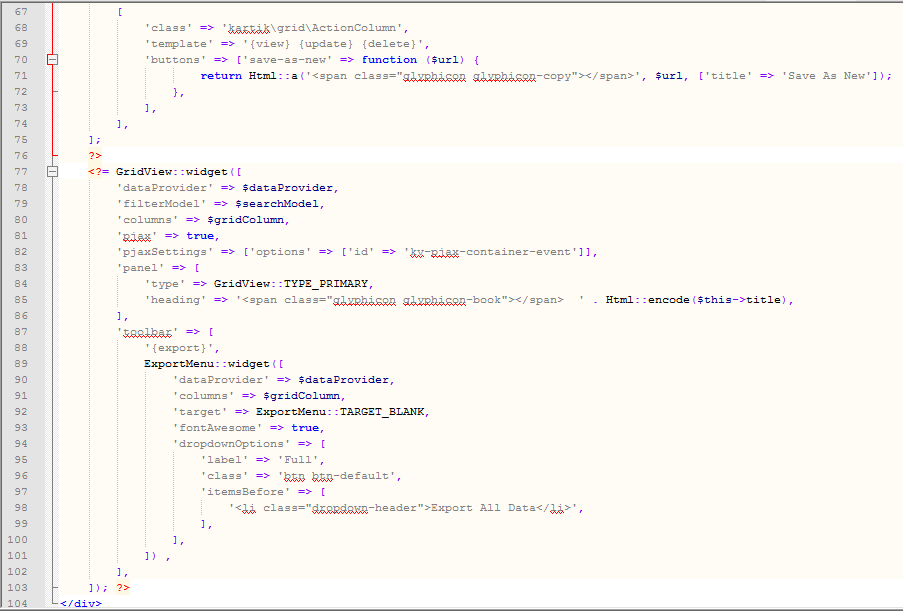 67 [
68 'class' => 'kartik\grid\ActionColumn',
69 'template' => '{view} {update} {delete}',
70 'buttons' => ['save-as-new' => function ($url) {
71 return Html::a('<span class="glyphicon glyphicon-copy"></span>', $url, ['title' => 'Save As New']);
72 },
73 ],
74 ],
75 ];
76 ?>
77 <?= GridView::widget([
78 'dataProvider' => $dataProvider,
79 'filterModel' => $searchModel,
80 'columns' => $gridColumn,
81 'pjax' => true,
82 'pjaxSettings' => ['options' => ['id' => 'kv-pjax-container-event']],
83 'panel' => [
84 'type' => GridView::TYPE_PRIMARY,
85 'heading' => '<span class="glyphicon glyphicon-book"></span>  ' . Html::encode($this->title),
86 ],
87 'toolbar' => [
88 '{export}',
89 ExportMenu::widget([
90 'dataProvider' => $dataProvider,
91 'columns' => $gridColumn,
92 'target' => ExportMenu::TARGET_BLANK,
93 'fontAwesome' => true,
94 'dropdownOptions' => [
95 'label' => 'Full',
96 'class' => 'btn btn-default',
97 'itemsBefore' => [
98 '<li class="dropdown-header">Export All Data</li>',
99 ],
100 ],
101 ]) ,
102 ],
103 ]); ?>
104 </div>